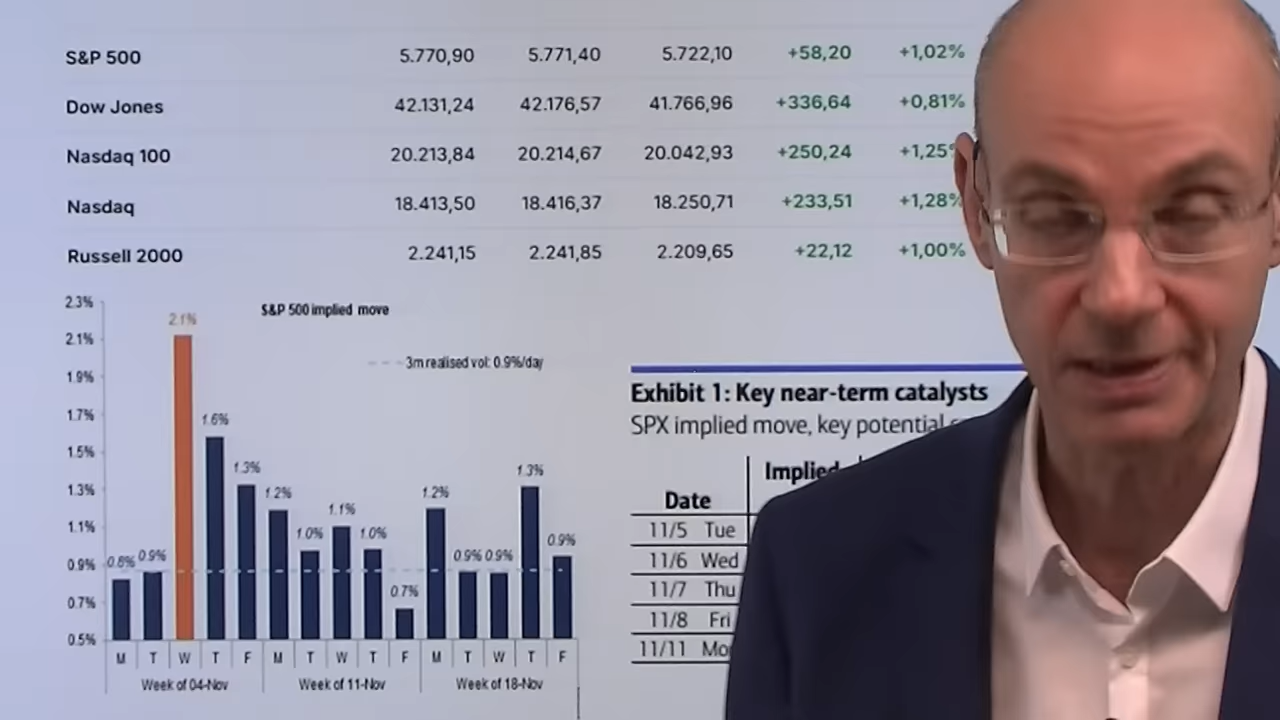 S&P 500 5.770,90 5.771,40 5.722,10 +58,20 +1,02%
Dow Jones 42.131,24 42.176,57 41.766,96 +336,64 +0,81%
Nasdaq 100 20.213,84 20.214,67 20.042,93 +250,24 +1,25%
Nasdaq 18.413,50 18.416,37 18.250,71 +233,51 +1,28%
Russell 2000 2.241,15 2.241,85 2.209,65 +22,12 +1,00%
S&P 500 implied move
3m realised vol: 0.9%/day
2.3%
2.1%
1.9%
1.7%
1.5%
1.3%
1.1%
0.9%
0.7%
0.5%
0.8% 0.9% 2.1% 1.6% 1.3% 1.2% 1.0% 1.1% 1.0% 0.7% 1.2% 0.9% 0.9% 1.3% 0.9%
M T W T F M T W T F M T W T F
Week of 04-Nov Week of 11-Nov Week of 18-Nov
Exhibit 1: Key near-term catalysts
SPX implied move, key potential
Implied
Date
11/5 Tue
11/6 Wed
11/7 Thu
11/8 Fri
11/11 Mo